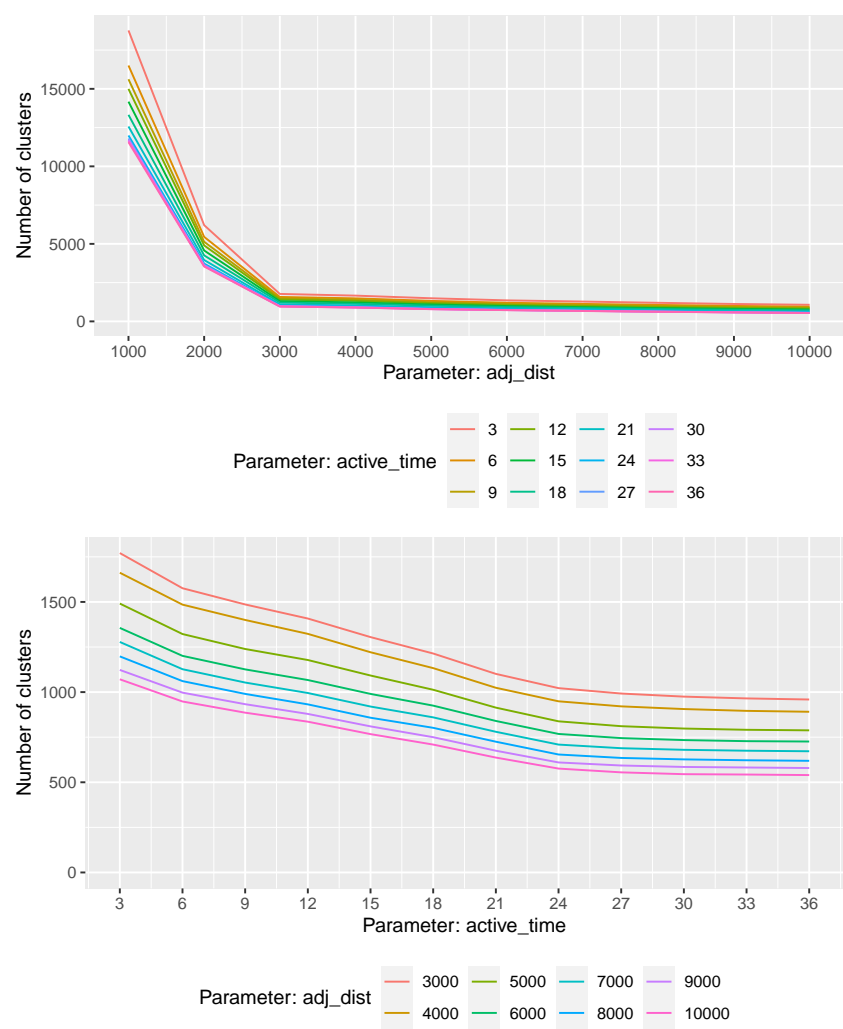 Number of clusters
15000
10000
5000
0
1000 2000 3000 4000 5000 6000 7000 8000 9000 10000
Parameter: adj_dist
Parameter: active_time
3 12 21 30
6 15 24 33
9 18 27 36
Number of clusters
1500
1000
500
0
3 6 9 12 15 18 21 24 27 30 33 36
Parameter: active_time
Parameter: adj_dist
3000 5000 7000 9000
4000 6000 8000 10000